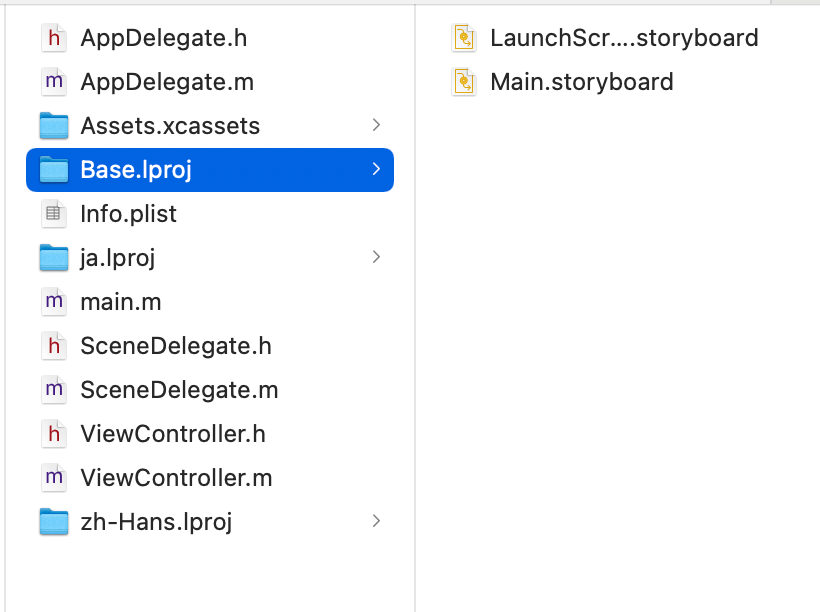 h AppDelegate.h
m AppDelegate.m
Assets.xcassets
Base.lproj
Info.plist
ja.lproj
m main.m
h SceneDelegate.h
m SceneDelegate.m
h ViewController.h
m ViewController.m
zh-Hans.lproj
LaunchScr....storyboard
Main.storyboard